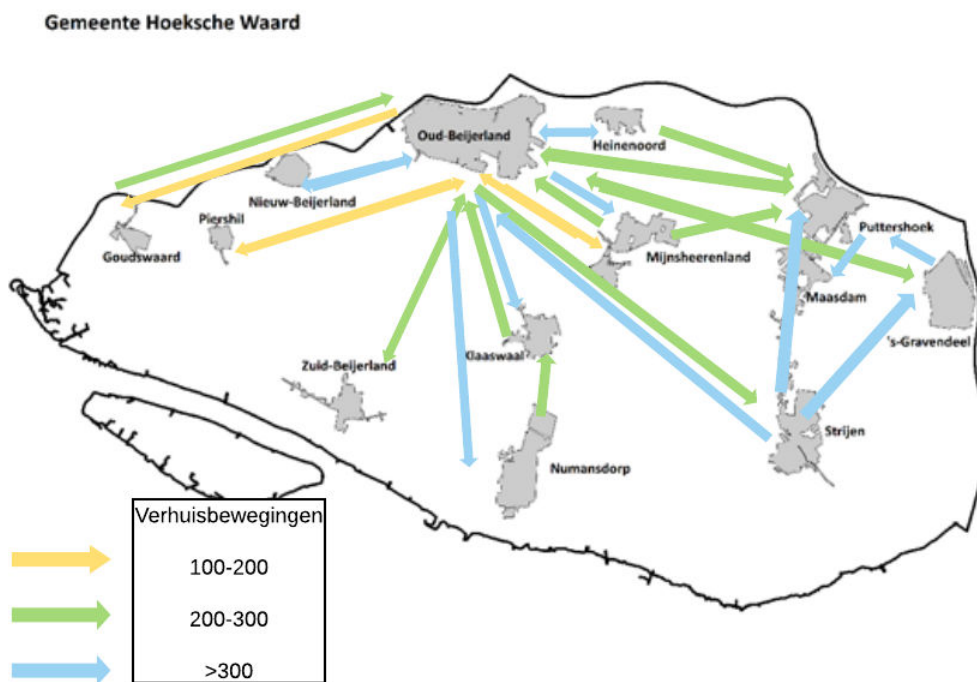 Gemeente Hoeksche Waard
Oud-Beijerland
Heinenoord
Nieuw-Beijerland
Piershil
Goudswaard
Puttershoek
Mijnsheerenland
Maasdam
's-Gravendeel
Klaaswaal
Zuid-Beijerland
Strijen
Numansdorp
Verhuisbewegingen
100-200
200-300
>300